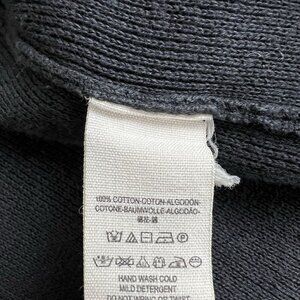 100% COTTON-COTON-ALGODÓN-
COTONE-BAUMWOLLE-ALGODÃO-
HAND WASH COLD
MILD DETERGENT
DO NOT WRING OR TWIST